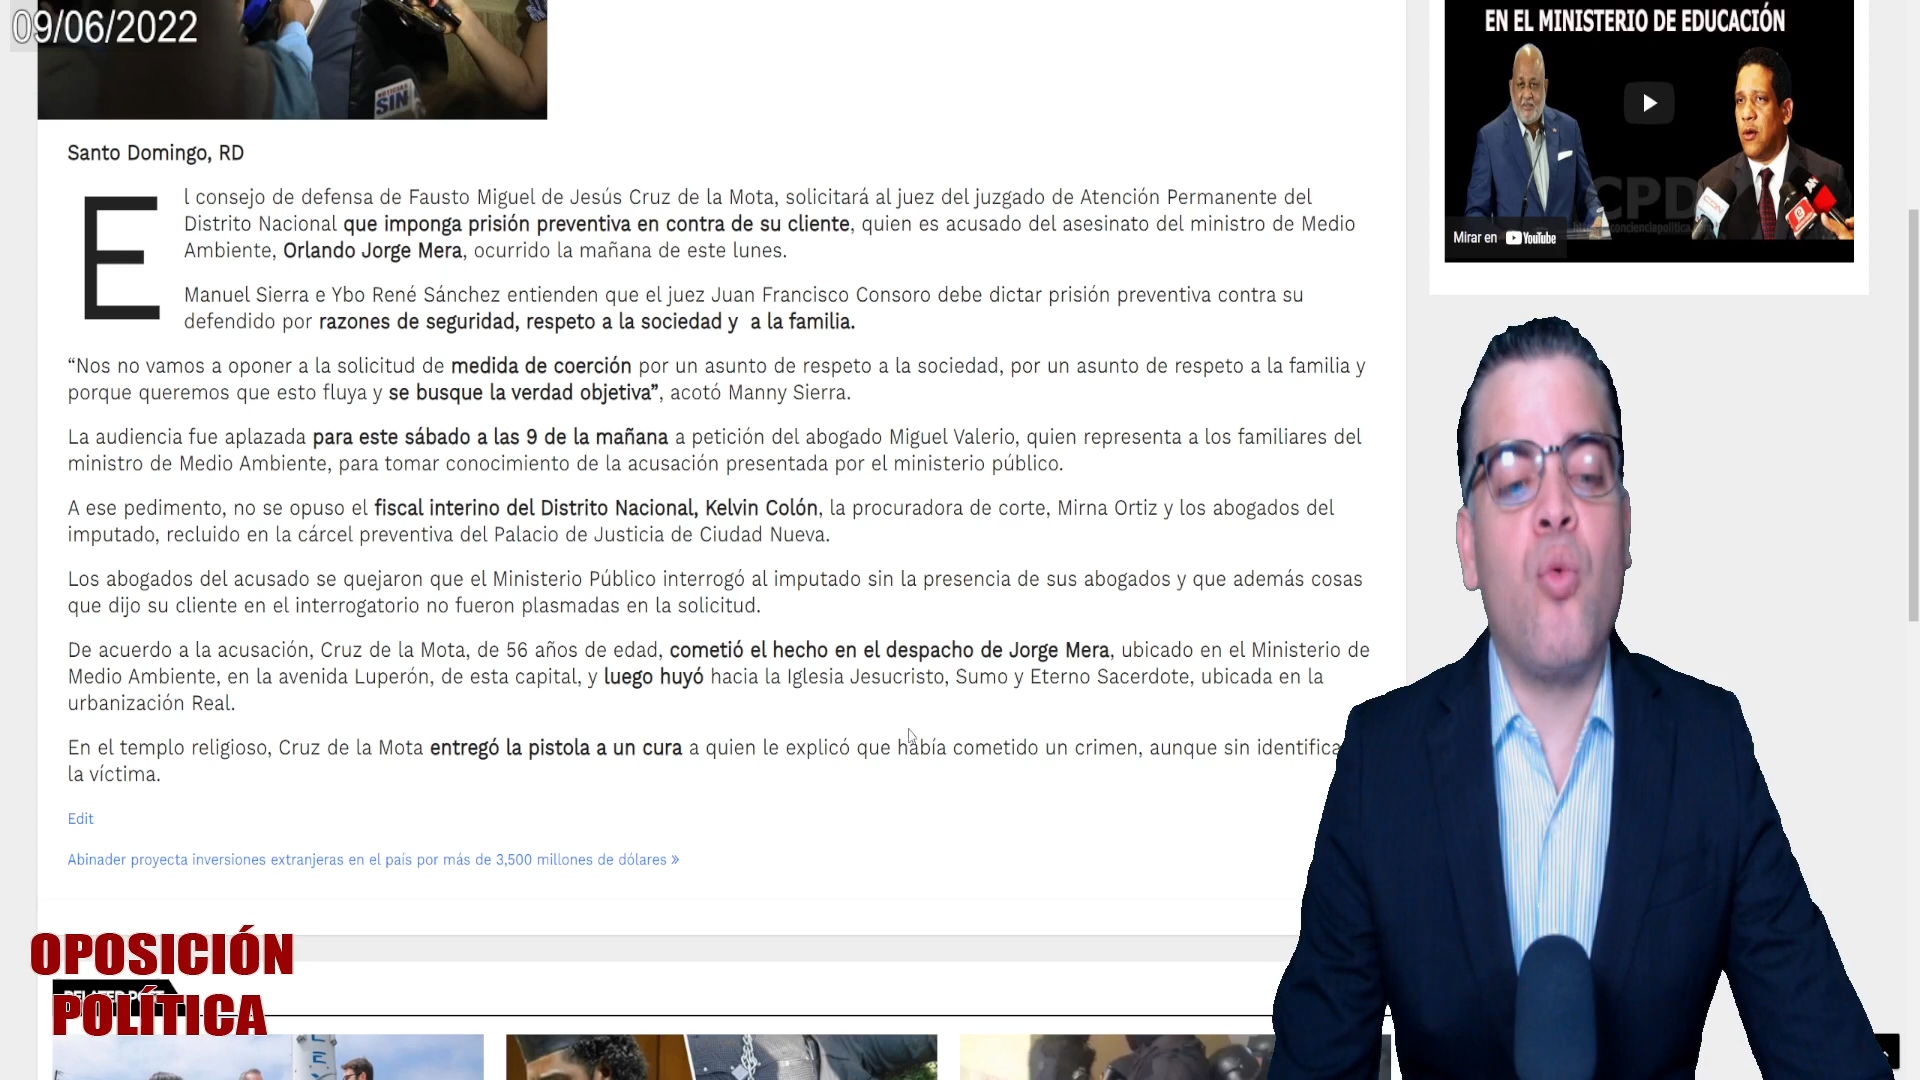 09/06/2022
NOTICIAS
SIN
EN EL MINISTERIO DE EDUCACIÓN
CPD
CDN
Mirar en YouTube
Santo Domingo, RD
El consejo de defensa de Fausto Miguel de Jesús Cruz de la Mota, solicitará al juez del juzgado de Atención Permanente del
Distrito Nacional que imponga prisión preventiva en contra de su cliente, quien es acusado del asesinato del ministro de Medio
Ambiente, Orlando Jorge Mera, ocurrido la mañana de este lunes.
Manuel Sierra e Ybo René Sánchez entienden que el juez Juan Francisco Consoro debe dictar prisión preventiva contra su
defendido por razones de seguridad, respeto a la sociedad y  a la familia.
“Nos no vamos a oponer a la solicitud de medida de coerción por un asunto de respeto a la sociedad, por un asunto de respeto a la familia y
porque queremos que esto fluya y se busque la verdad objetiva”, acotó Manny Sierra.
La audiencia fue aplazada para este sábado a las 9 de la mañana a petición del abogado Miguel Valerio, quien representa a los familiares del
ministro de Medio Ambiente, para tomar conocimiento de la acusación presentada por el ministerio público.
A ese pedimento, no se opuso el fiscal interino del Distrito Nacional, Kelvin Colón, la procuradora de corte, Mirna Ortiz y los abogados del
imputado, recluido en la cárcel preventiva del Palacio de Justicia de Ciudad Nueva.
Los abogados del acusado se quejaron que el Ministerio Público interrogó al imputado sin la presencia de sus abogados y que además cosas
que dijo su cliente en el interrogatorio no fueron plasmadas en la solicitud.
De acuerdo a la acusación, Cruz de la Mota, de 56 años de edad, cometió el hecho en el despacho de Jorge Mera, ubicado en el Ministerio de
Medio Ambiente, en la avenida Luperón, de esta capital, y luego huyó hacia la Iglesia Jesucristo, Sumo y Eterno Sacerdote, ubicada en la
urbanización Real.
En el templo religioso, Cruz de la Mota entregó la pistola a un cura a quien le explicó que había cometido un crimen, aunque sin identifica
la víctima.
Edit
Abinader proyecta inversiones extranjeras en el país por más de 3,500 millones de dólares »
OPOSICIÓN
POLÍTICA
RELATED POST